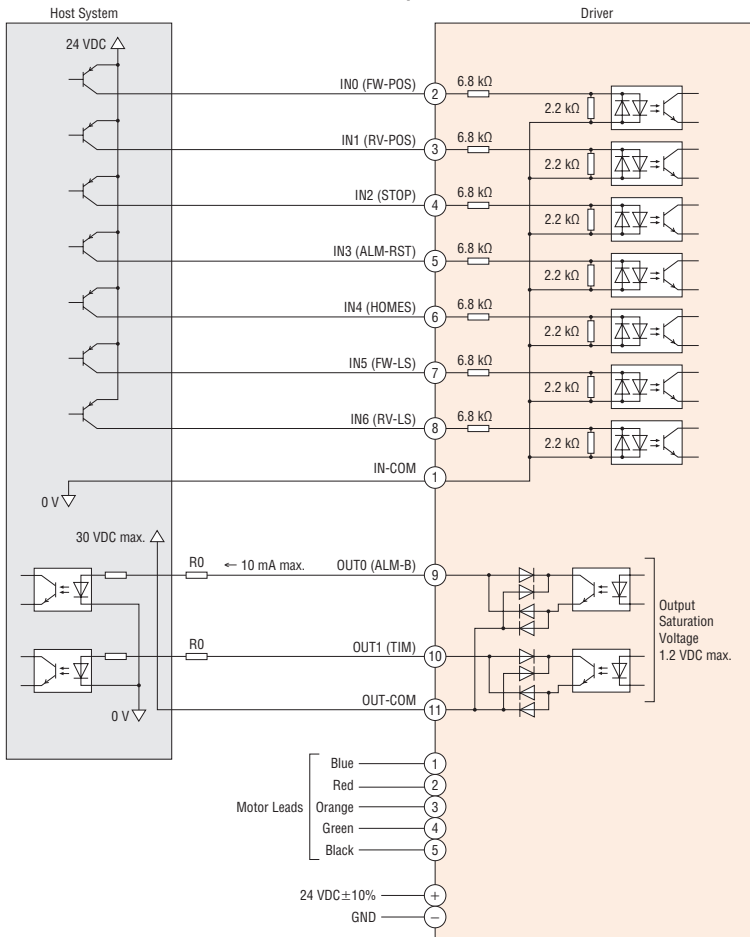 Host System
Driver
24 VDC
IN0 (FW-POS)
2
6.8 kΩ
2.2 kΩ
IN1 (RV-POS)
3
6.8 kΩ
2.2 kΩ
IN2 (STOP)
4
6.8 kΩ
2.2 kΩ
IN3 (ALM-RST)
5
6.8 kΩ
2.2 kΩ
IN4 (HOMES)
6
6.8 kΩ
2.2 kΩ
IN5 (FW-LS)
7
6.8 kΩ
2.2 kΩ
IN6 (RV-LS)
8
6.8 kΩ
2.2 kΩ
IN-COM
1
0 V
30 VDC max.
R0
← 10 mA max.
OUT0 (ALM-B)
9
R0
OUT1 (TIM)
10
OUT-COM
11
0 V
Output
Saturation
Voltage
1.2 VDC max.
Motor Leads
Blue
1
Red
2
Orange
3
Green
4
Black
5
24 VDC±10%
+
GND
−